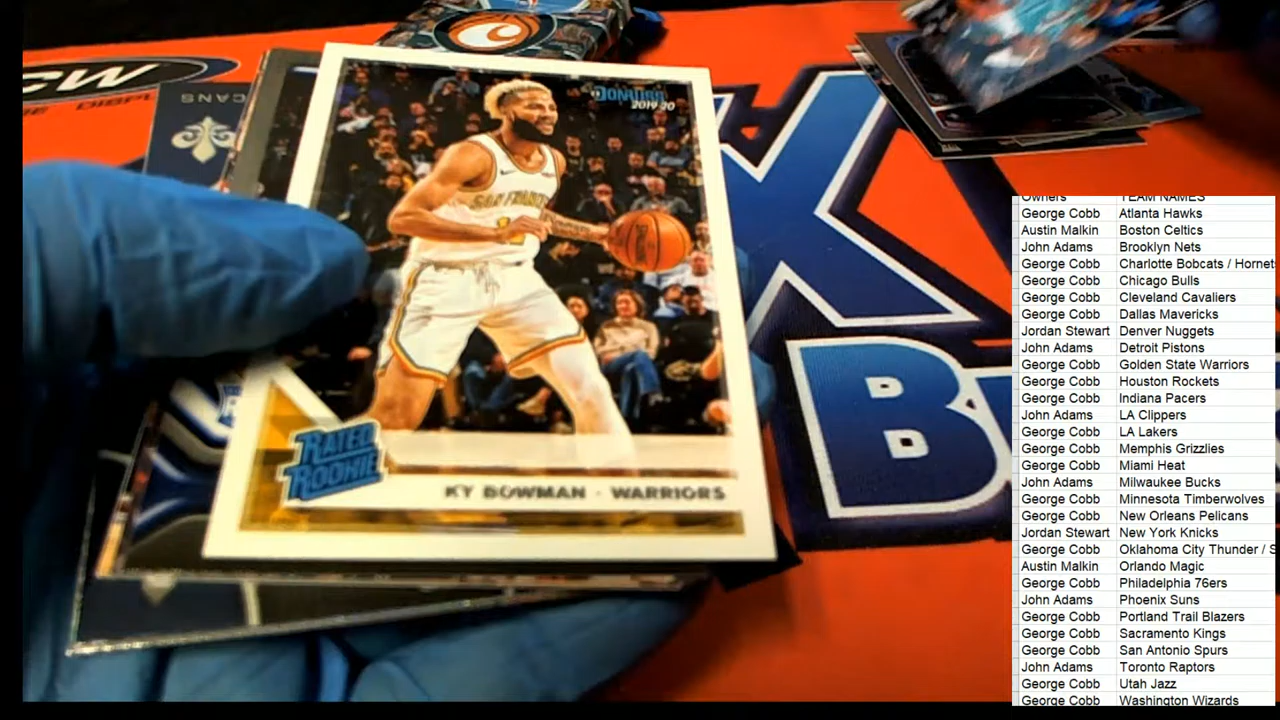 CW
DISPL
CANS
DONRUSS
2019-20
SAN FRANC
RATED
ROOKIE
KY BOWMAN · WARRIORS
B
Owners TEAM NAMES
George Cobb Atlanta Hawks
Austin Malkin Boston Celtics
John Adams Brooklyn Nets
George Cobb Charlotte Bobcats / Hornets
George Cobb Chicago Bulls
George Cobb Cleveland Cavaliers
George Cobb Dallas Mavericks
Jordan Stewart Denver Nuggets
John Adams Detroit Pistons
George Cobb Golden State Warriors
George Cobb Houston Rockets
George Cobb Indiana Pacers
John Adams LA Clippers
George Cobb LA Lakers
George Cobb Memphis Grizzlies
George Cobb Miami Heat
John Adams Milwaukee Bucks
George Cobb Minnesota Timberwolves
George Cobb New Orleans Pelicans
Jordan Stewart New York Knicks
George Cobb Oklahoma City Thunder / S
Austin Malkin Orlando Magic
George Cobb Philadelphia 76ers
John Adams Phoenix Suns
George Cobb Portland Trail Blazers
George Cobb Sacramento Kings
George Cobb San Antonio Spurs
John Adams Toronto Raptors
George Cobb Utah Jazz
George Cobb Washington Wizards